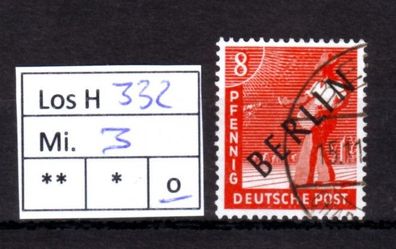 Los H 332
Mi. 3
** * o
8
PFENNIG
BERLIN
DEUTSCHE POST